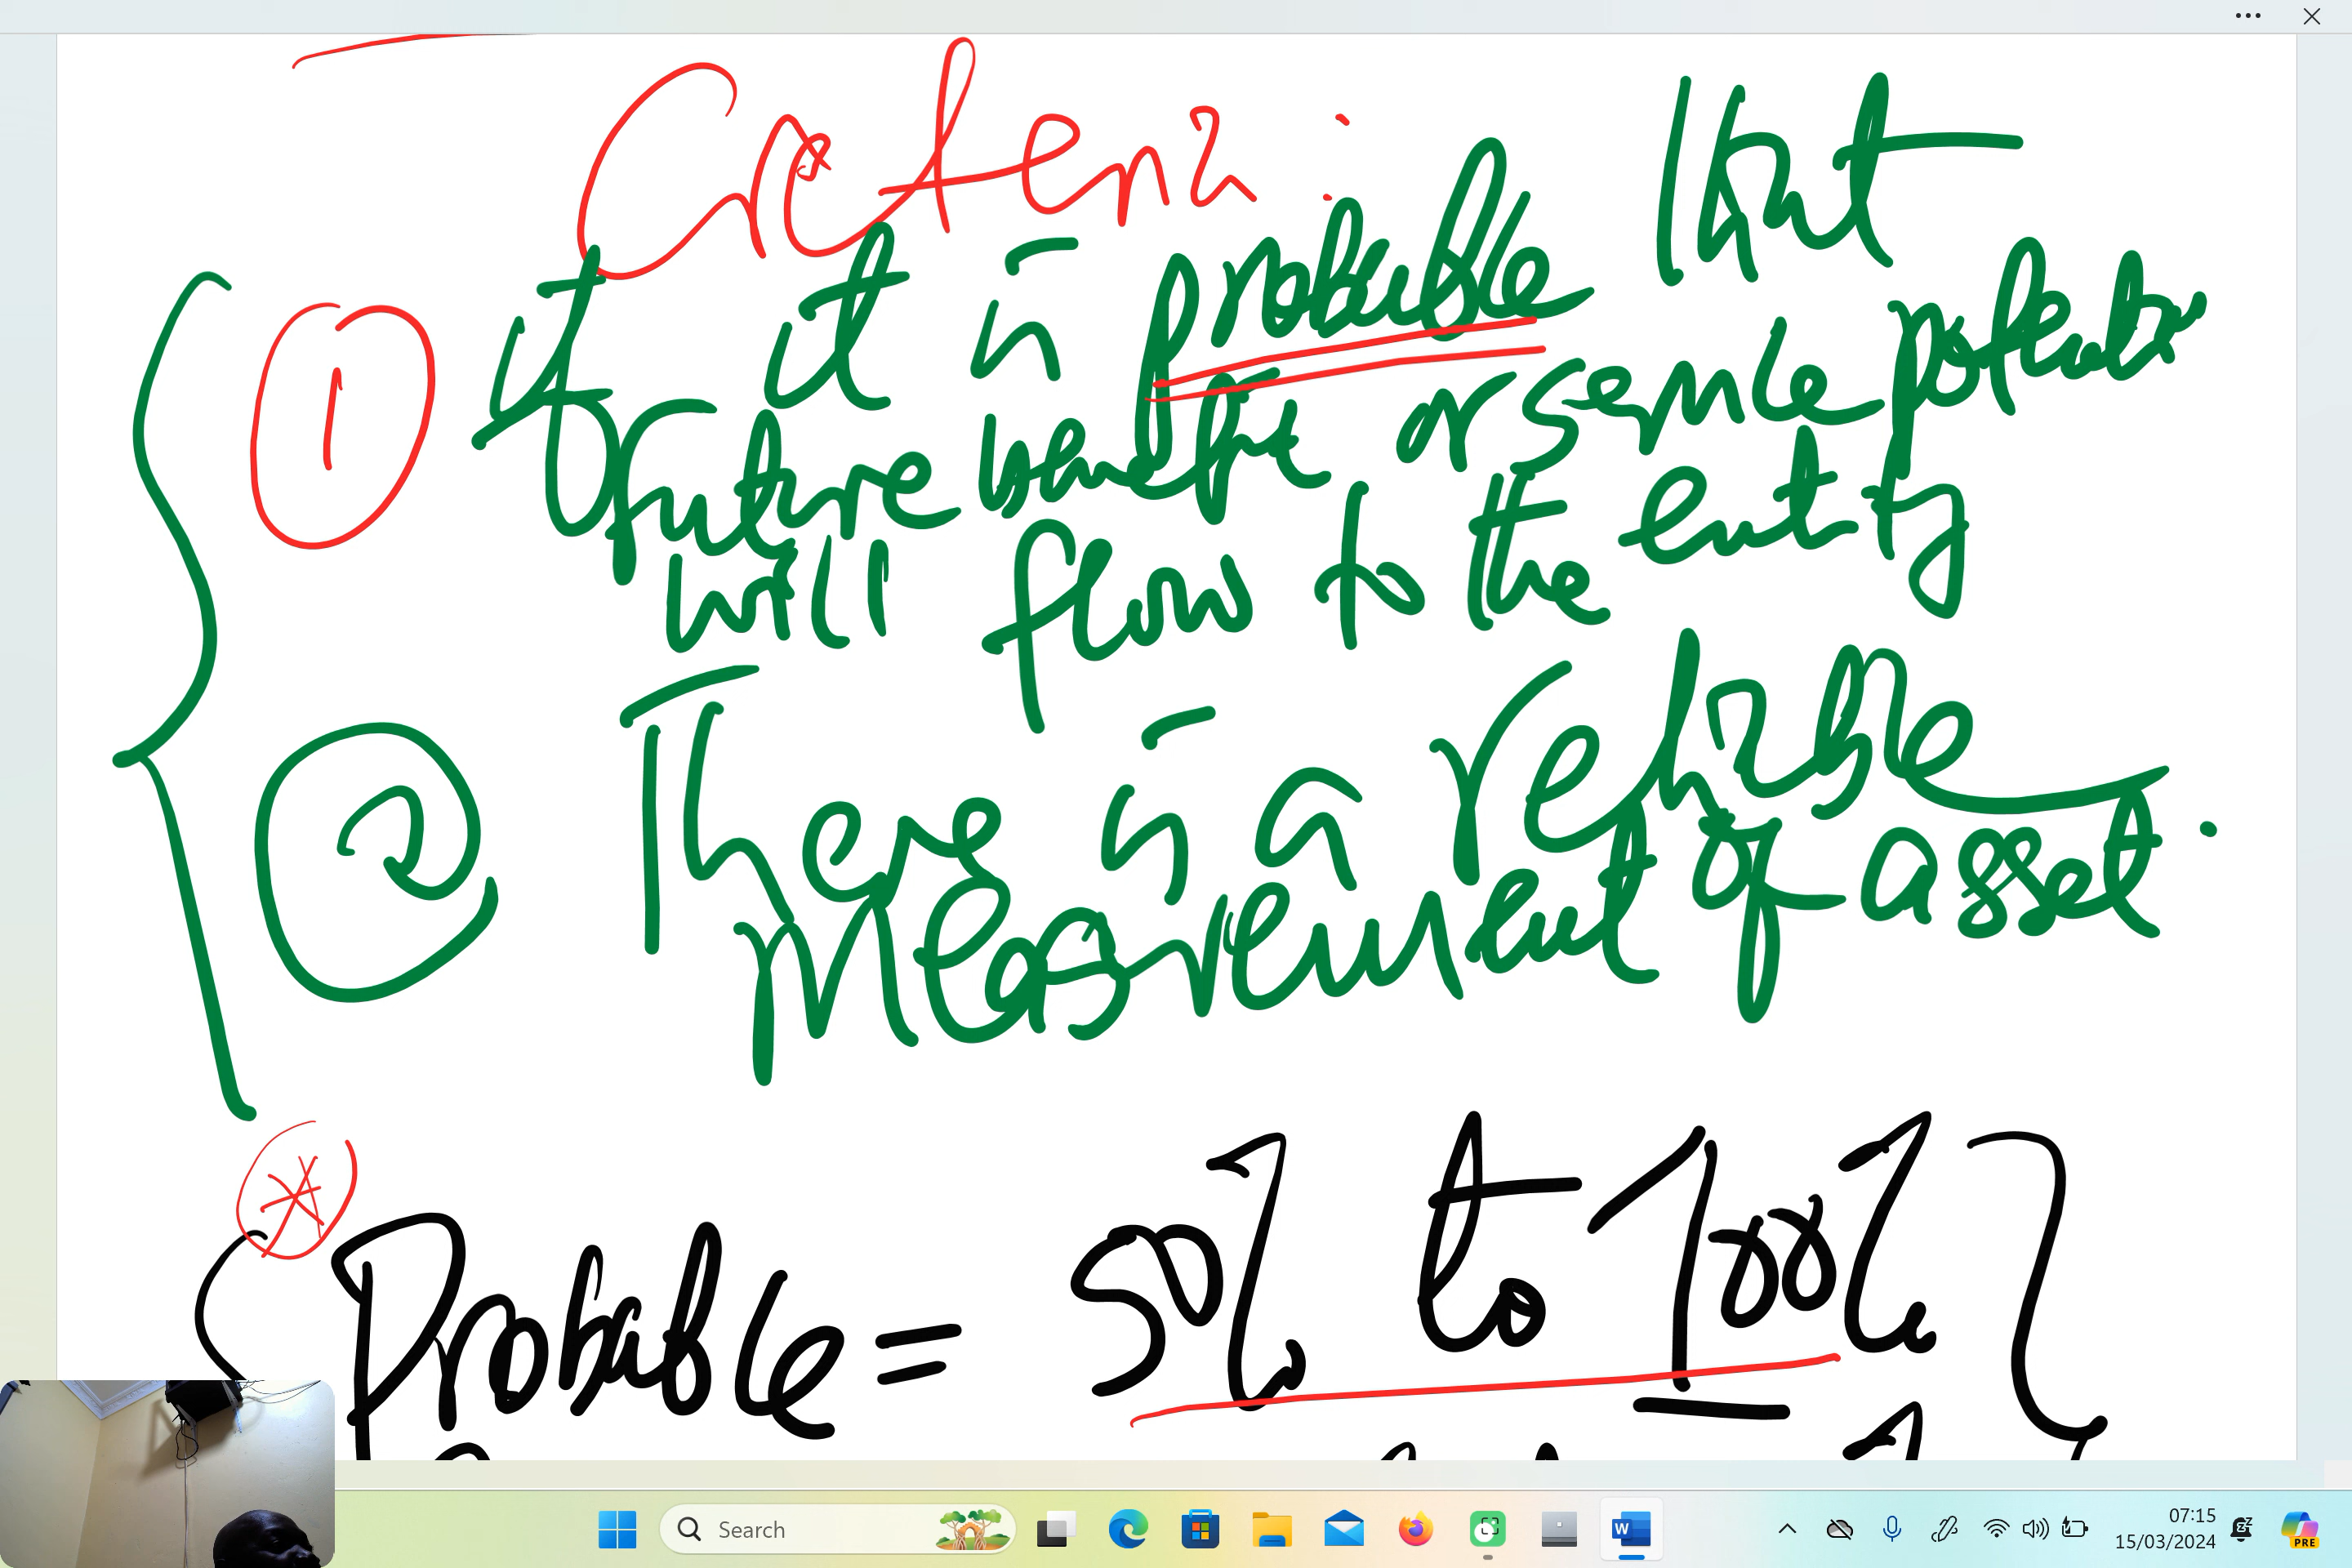 Criteria :
①
If it is probable that
future benefit or service potential
will flow to the entity
② There is a reliable
measurement of asset.
Probable = 50% to 100%
Search
W
07:15
15/03/2024
PRE